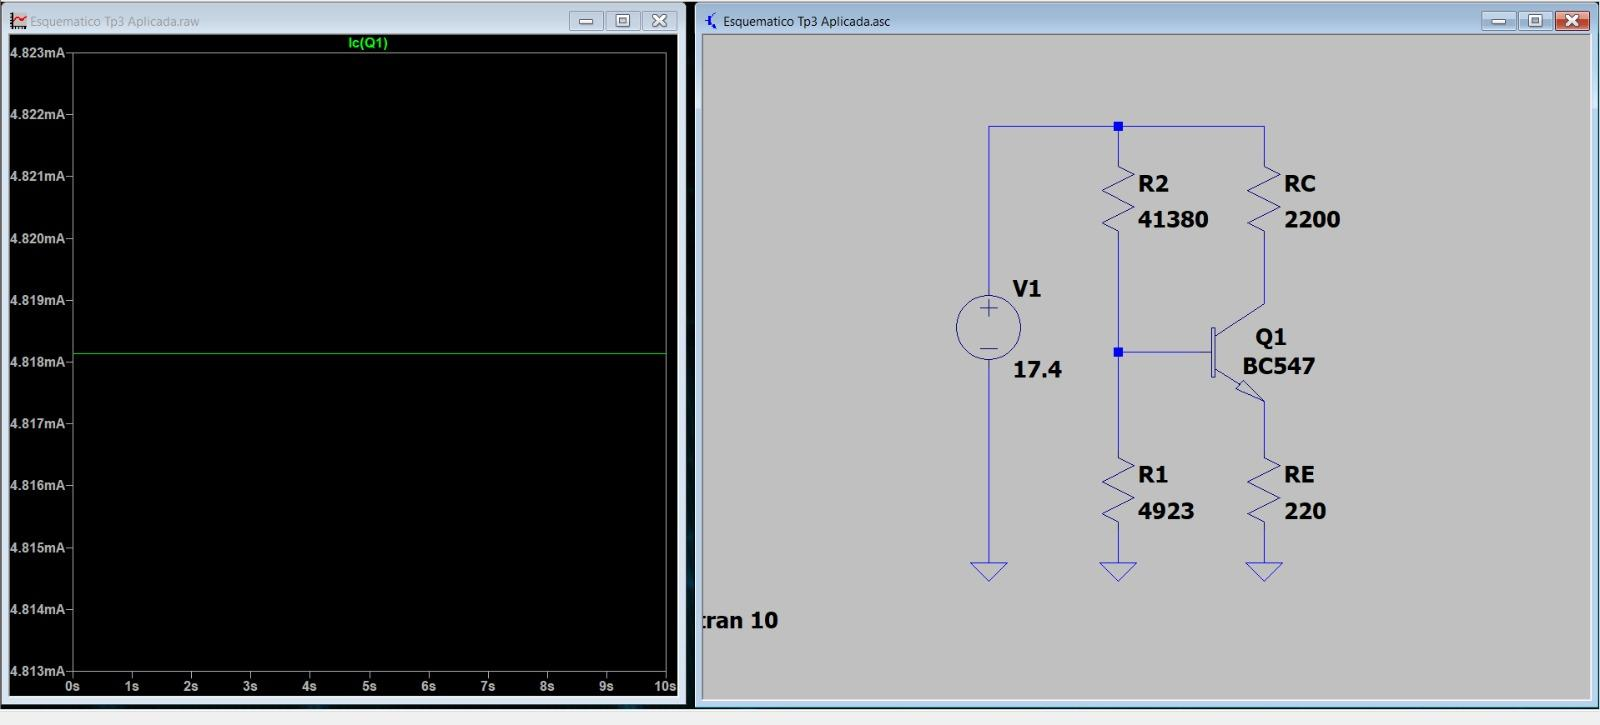 Esquematico Tp3 Aplicada.raw
Ic(Q1)
4.823mA
4.822mA
4.821mA
4.820mA
4.819mA
4.818mA
4.817mA
4.816mA
4.815mA
4.814mA
4.813mA
0s 1s 2s 3s 4s 5s 6s 7s 8s 9s 10s
Esquematico Tp3 Aplicada.asc
R2
41380
RC
2200
V1
17.4
Q1
BC547
R1
4923
RE
220
tran 10